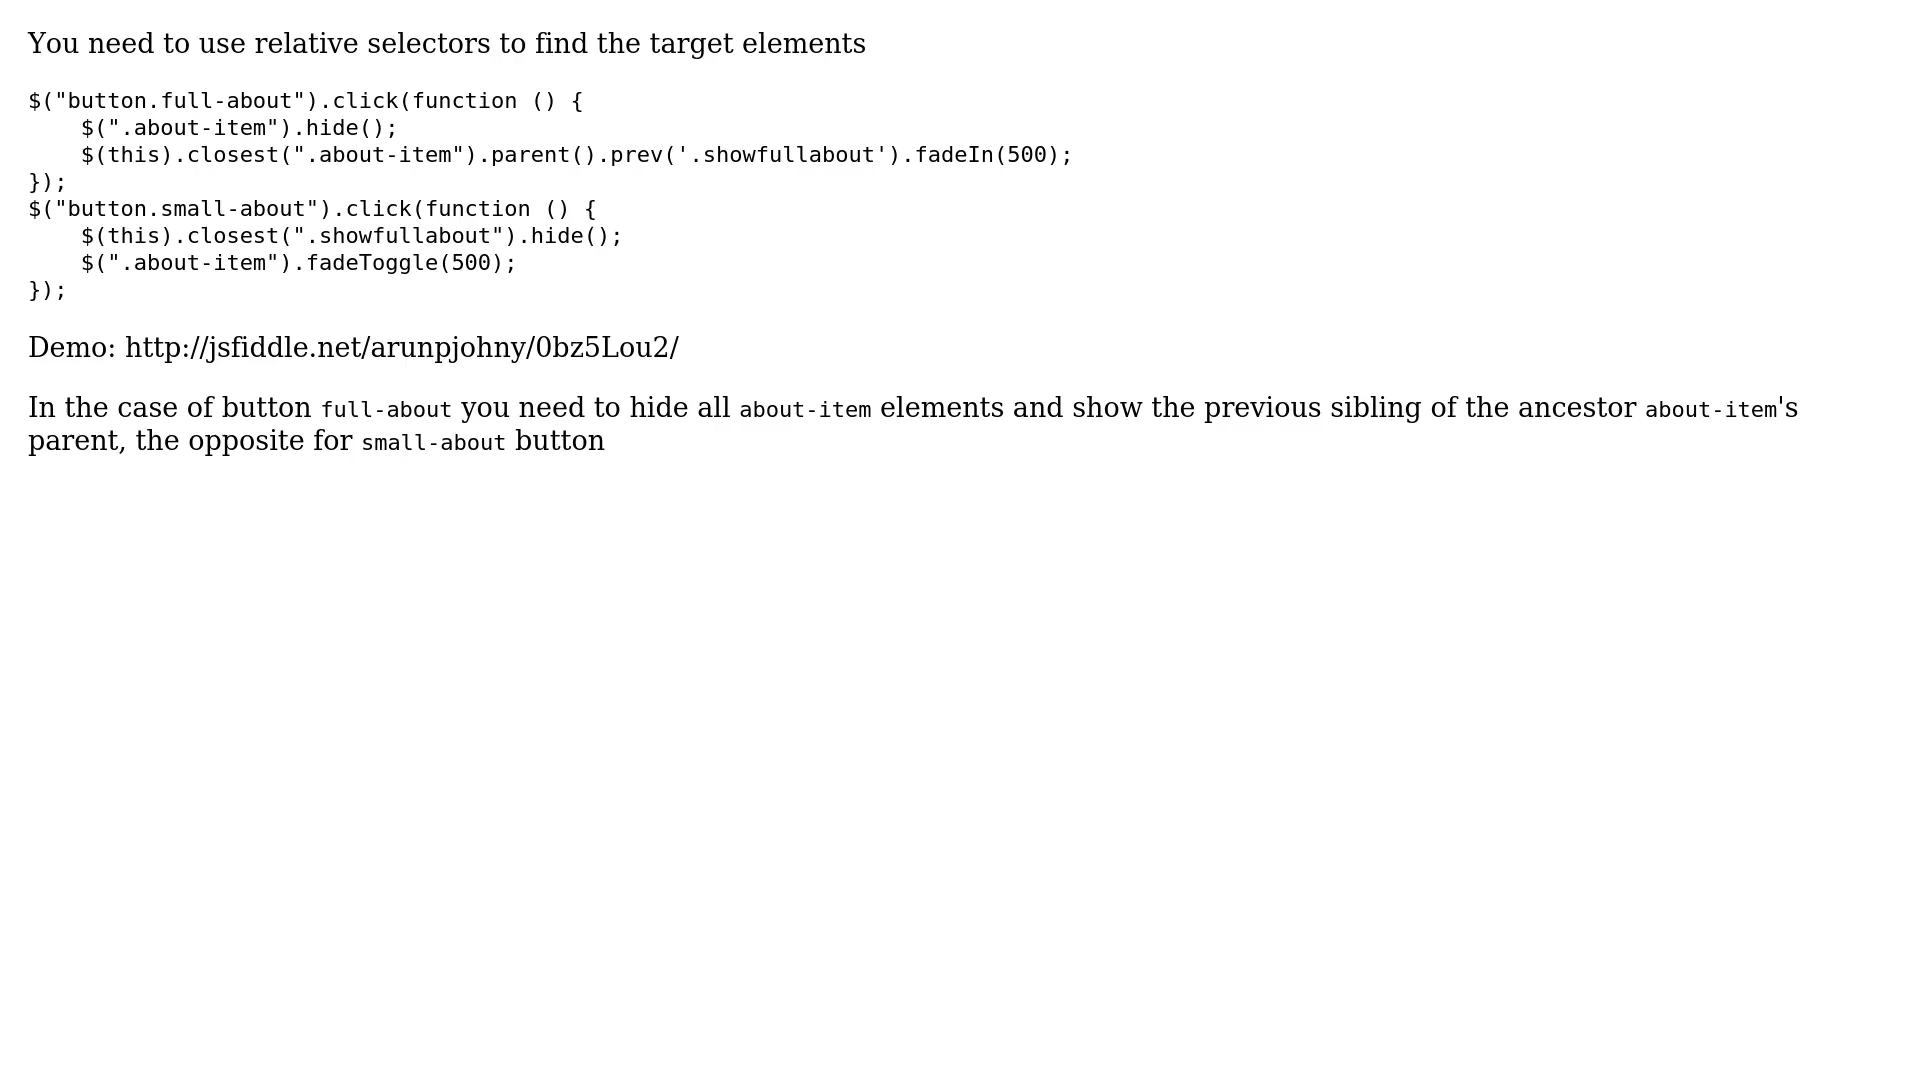 You need to use relative selectors to find the target elements
$("button.full-about").click(function () {
    $(".about-item").hide();
    $(this).closest(".about-item").parent().prev('.showfullabout').fadeIn(500);
});
$("button.small-about").click(function () {
    $(this).closest(".showfullabout").hide();
    $(".about-item").fadeToggle(500);
});
Demo: http://jsfiddle.net/arunpjohny/0bz5Lou2/
In the case of button full-about you need to hide all about-item elements and show the previous sibling of the ancestor about-item's
parent, the opposite for small-about button